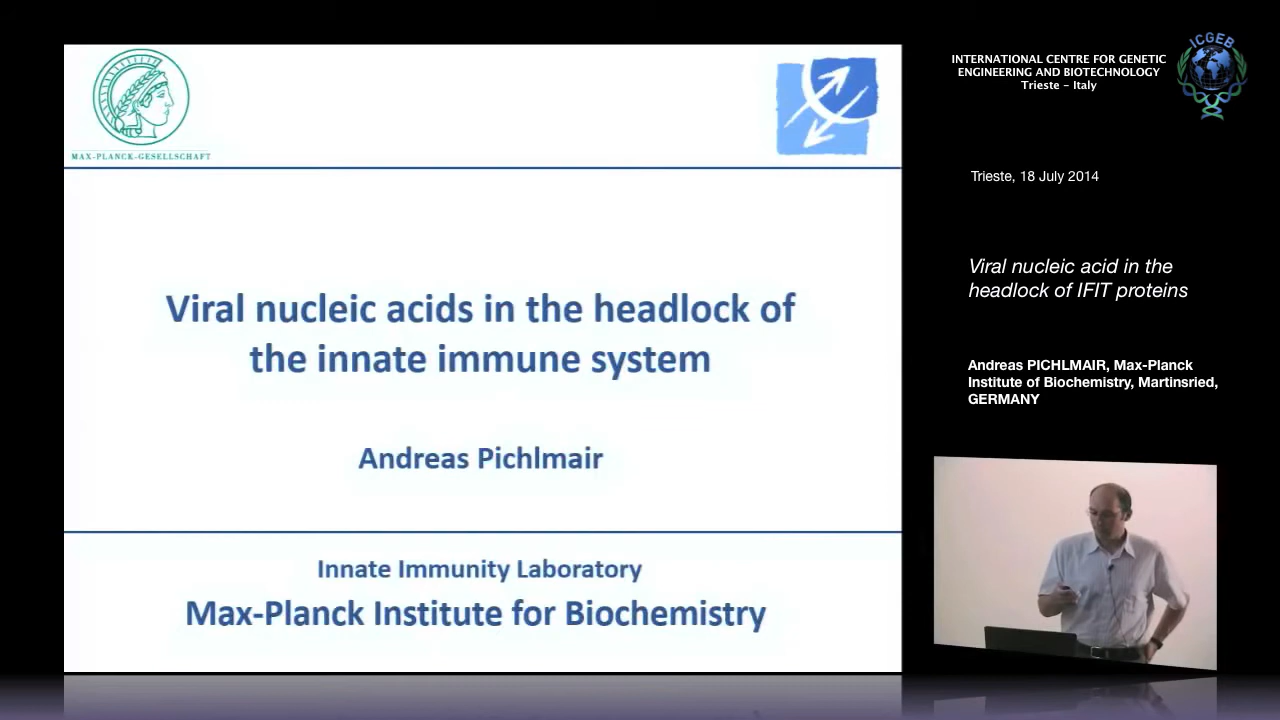 MAX-PLANCK-GESELLSCHAFT
Viral nucleic acids in the headlock of
the innate immune system
Andreas Pichlmair
Innate Immunity Laboratory
Max-Planck Institute for Biochemistry
INTERNATIONAL CENTRE FOR GENETIC
ENGINEERING AND BIOTECHNOLOGY
Trieste – Italy
ICGEB
Trieste, 18 July 2014
Viral nucleic acid in the
headlock of IFIT proteins
Andreas PICHLMAIR, Max-Planck
Institute of Biochemistry, Martinsried,
GERMANY